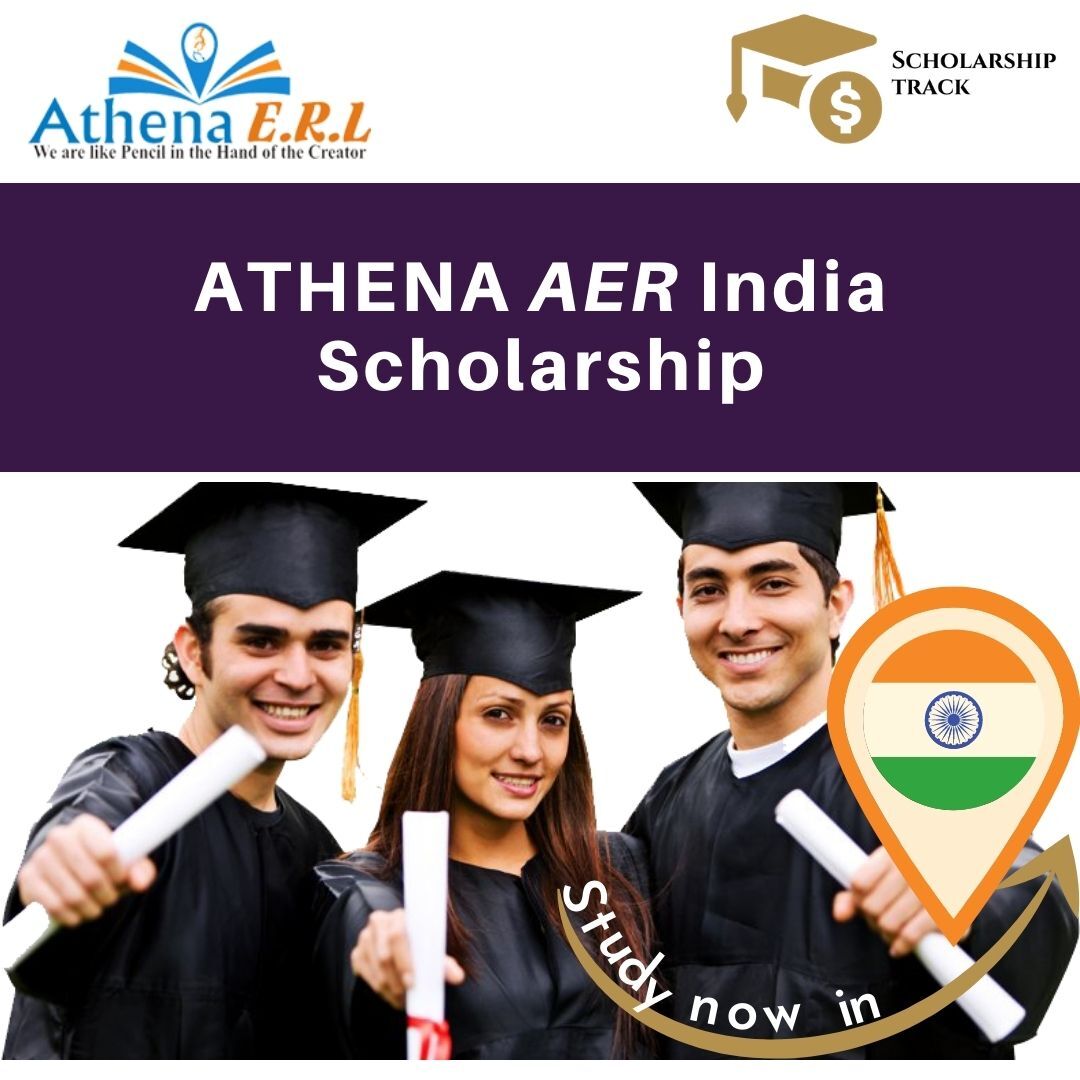 Athena E.R.L
We are like Pencil in the Hand of the Creator
SCHOLARSHIP
TRACK
$
ATHENA AER India
Scholarship
Study now in